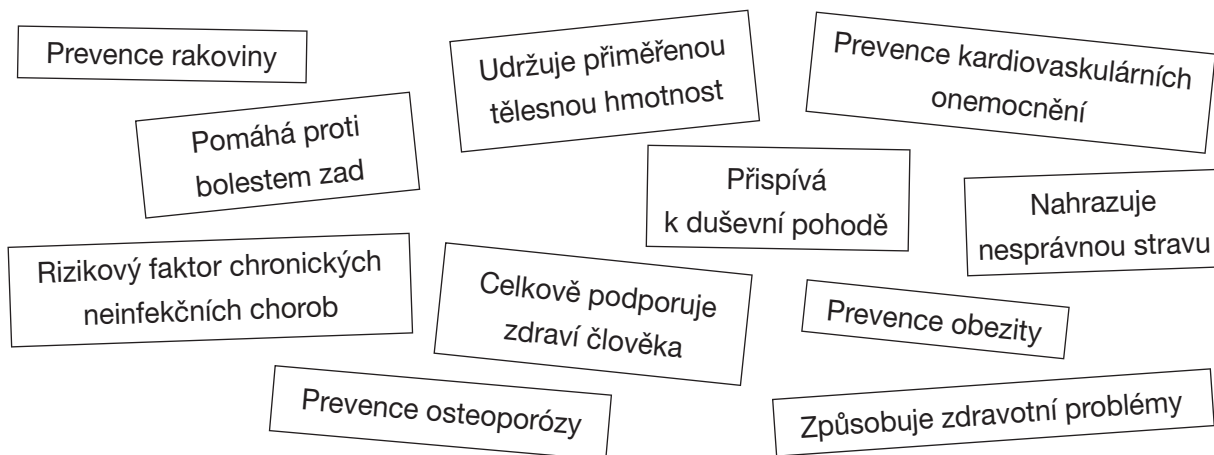 Prevence rakoviny
Udržuje přiměřenou
tělesnou hmotnost
Prevence kardiovaskulárních
onemocnění
Pomáhá proti
bolestem zad
Přispívá
k duševní pohodě
Nahrazuje
nesprávnou stravu
Rizikový faktor chronických
neinfekčních chorob
Celkově podporuje
zdraví člověka
Prevence obezity
Prevence osteoporózy
Způsobuje zdravotní problémy